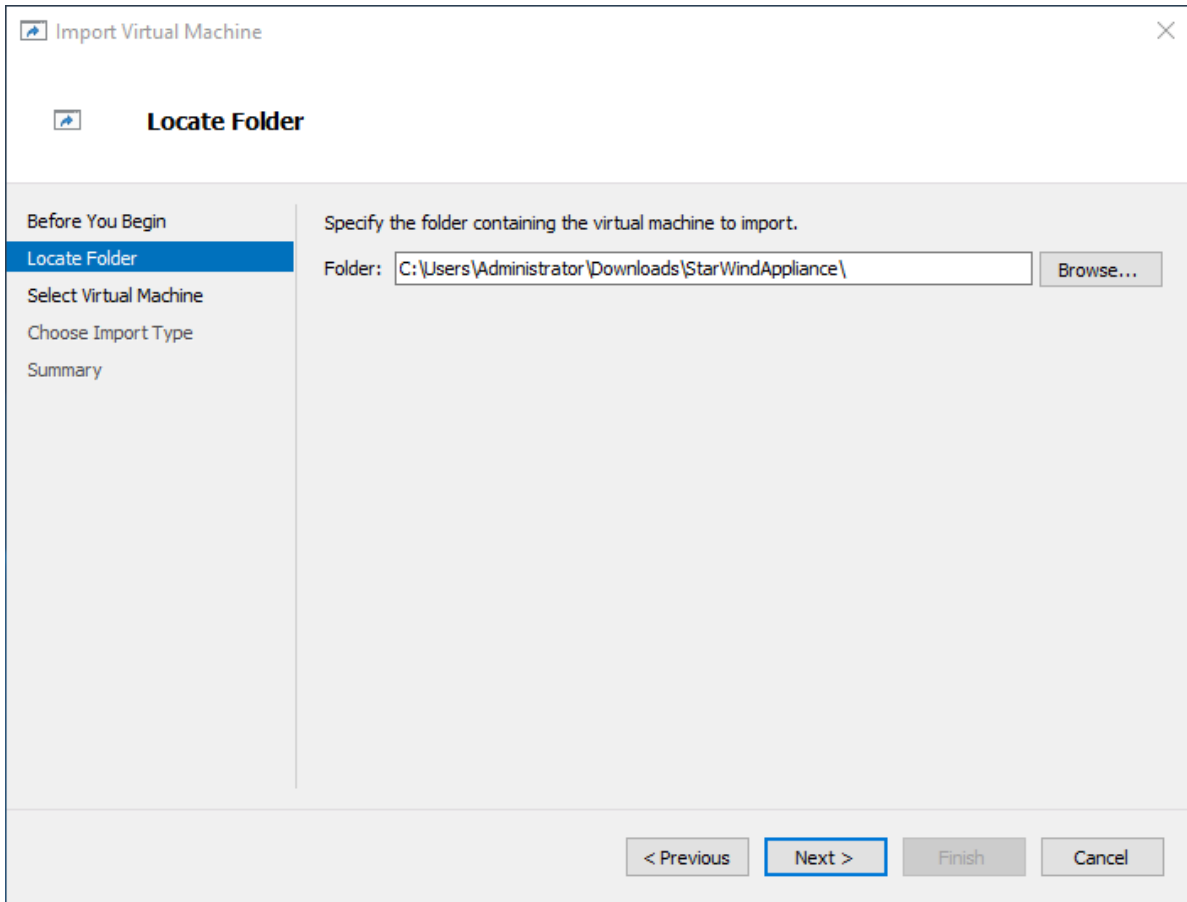 Import Virtual Machine
Locate Folder
Before You Begin
Locate Folder
Select Virtual Machine
Choose Import Type
Summary
Specify the folder containing the virtual machine to import.
Folder: C:\Users\Administrator\Downloads\StarWindAppliance\ Browse...
< Previous Next > Finish Cancel